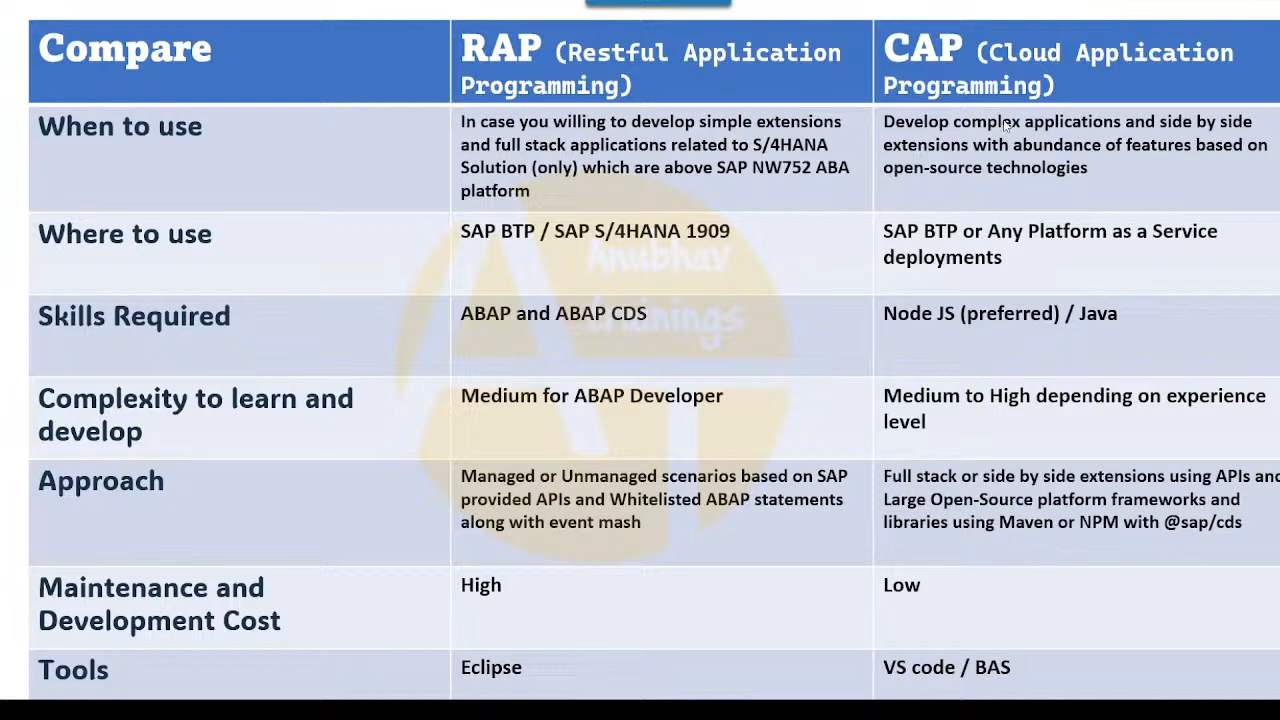 Compare
RAP (Restful Application
Programming)
CAP (Cloud Application
Programming)
When to use
In case you willing to develop simple extensions
and full stack applications related to S/4HANA
Solution (only) which are above SAP NW752 ABA
platform
Develop complex applications and side by side
extensions with abundance of features based on
open-source technologies
Where to use
SAP BTP / SAP S/4HANA 1909
SAP BTP or Any Platform as a Service
deployments
Skills Required
ABAP and ABAP CDS
Node JS (preferred) / Java
Complexity to learn and
develop
Medium for ABAP Developer
Medium to High depending on experience
level
Approach
Managed or Unmanaged scenarios based on SAP
provided APIs and Whitelisted ABAP statements
along with event mash
Full stack or side by side extensions using APIs and
Large Open-Source platform frameworks and
libraries using Maven or NPM with @sap/cds
Maintenance and
Development Cost
High
Low
Tools
Eclipse
VS code / BAS
Anubhav
trainings